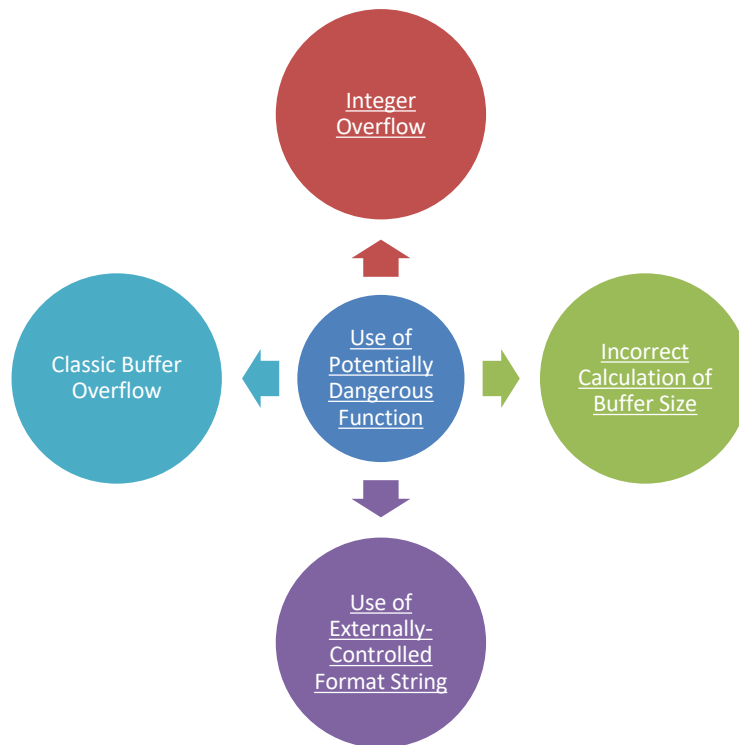 Integer
Overflow
Classic Buffer
Overflow
Use of
Potentially
Dangerous
Function
Incorrect
Calculation of
Buffer Size
Use of
Externally-
Controlled
Format String